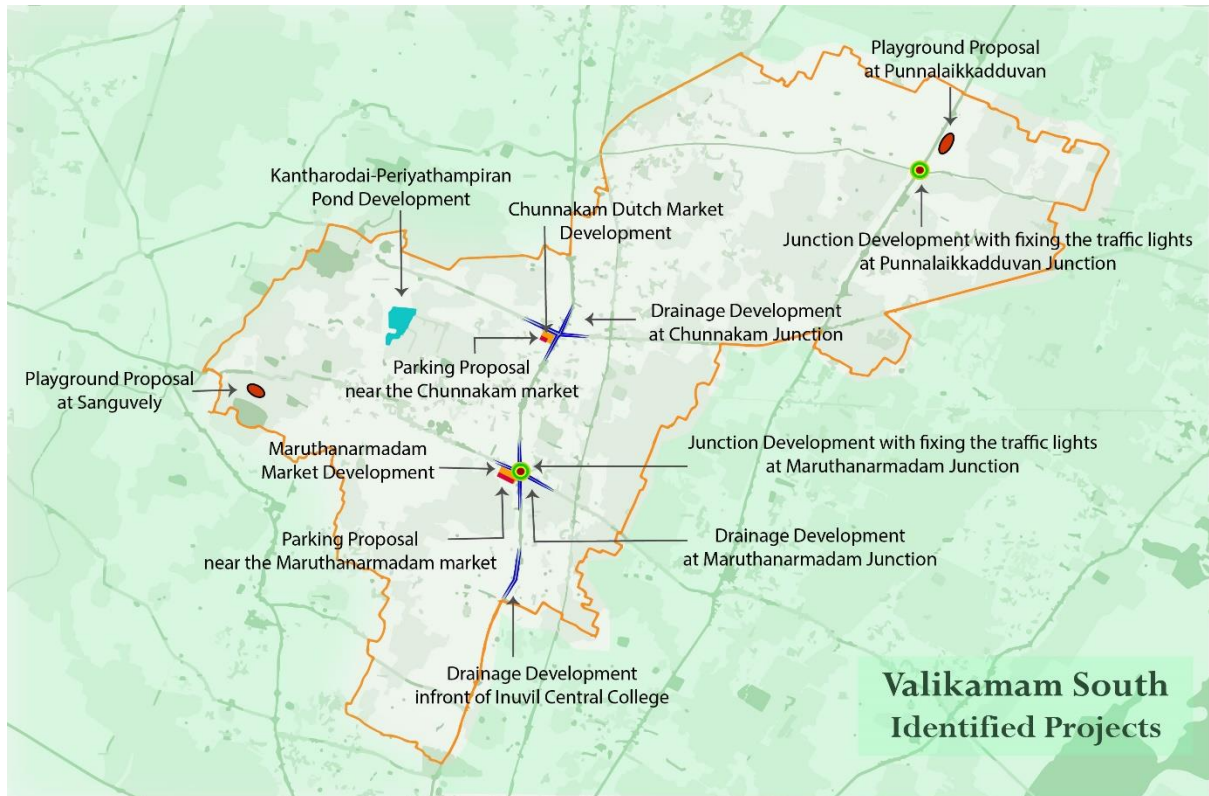 Playground Proposal
at Punnalaikkadduvan
Kantharodai-Periyathampiran
Pond Development
Chunnakam Dutch Market
Development
Junction Development with fixing the traffic lights
at Punnalaikkadduvan Junction
Drainage Development
at Chunnakam Junction
Parking Proposal
near the Chunnakam market
Playground Proposal
at Sanguvely
Maruthanarmadam
Market Development
Junction Development with fixing the traffic lights
at Maruthanarmadam Junction
Parking Proposal
near the Maruthanarmadam market
Drainage Development
at Maruthanarmadam Junction
Drainage Development
infront of Inuvil Central College
Valikamam South
Identified Projects